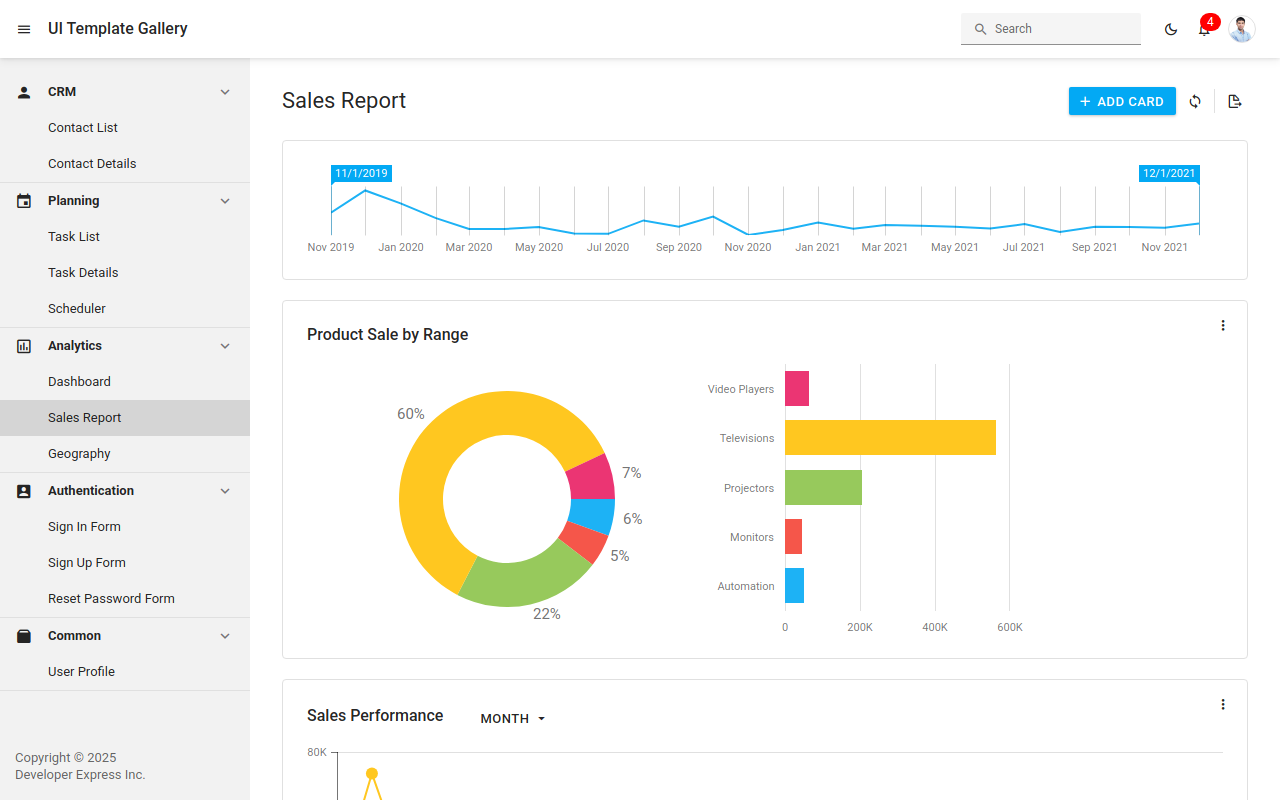 UI Template Gallery
Search
4
CRM
Contact List
Contact Details
Planning
Task List
Task Details
Scheduler
Analytics
Dashboard
Sales Report
Geography
Authentication
Sign In Form
Sign Up Form
Reset Password Form
Common
User Profile
Copyright © 2025
Developer Express Inc.
Sales Report
ADD CARD
11/1/2019
12/1/2021
Nov 2019 Jan 2020 Mar 2020 May 2020 Jul 2020 Sep 2020 Nov 2020 Jan 2021 Mar 2021 May 2021 Jul 2021 Sep 2021 Nov 2021
Product Sale by Range
60%
7%
6%
5%
22%
Video Players
Televisions
Projectors
Monitors
Automation
0 200K 400K 600K
Sales Performance
MONTH
80K